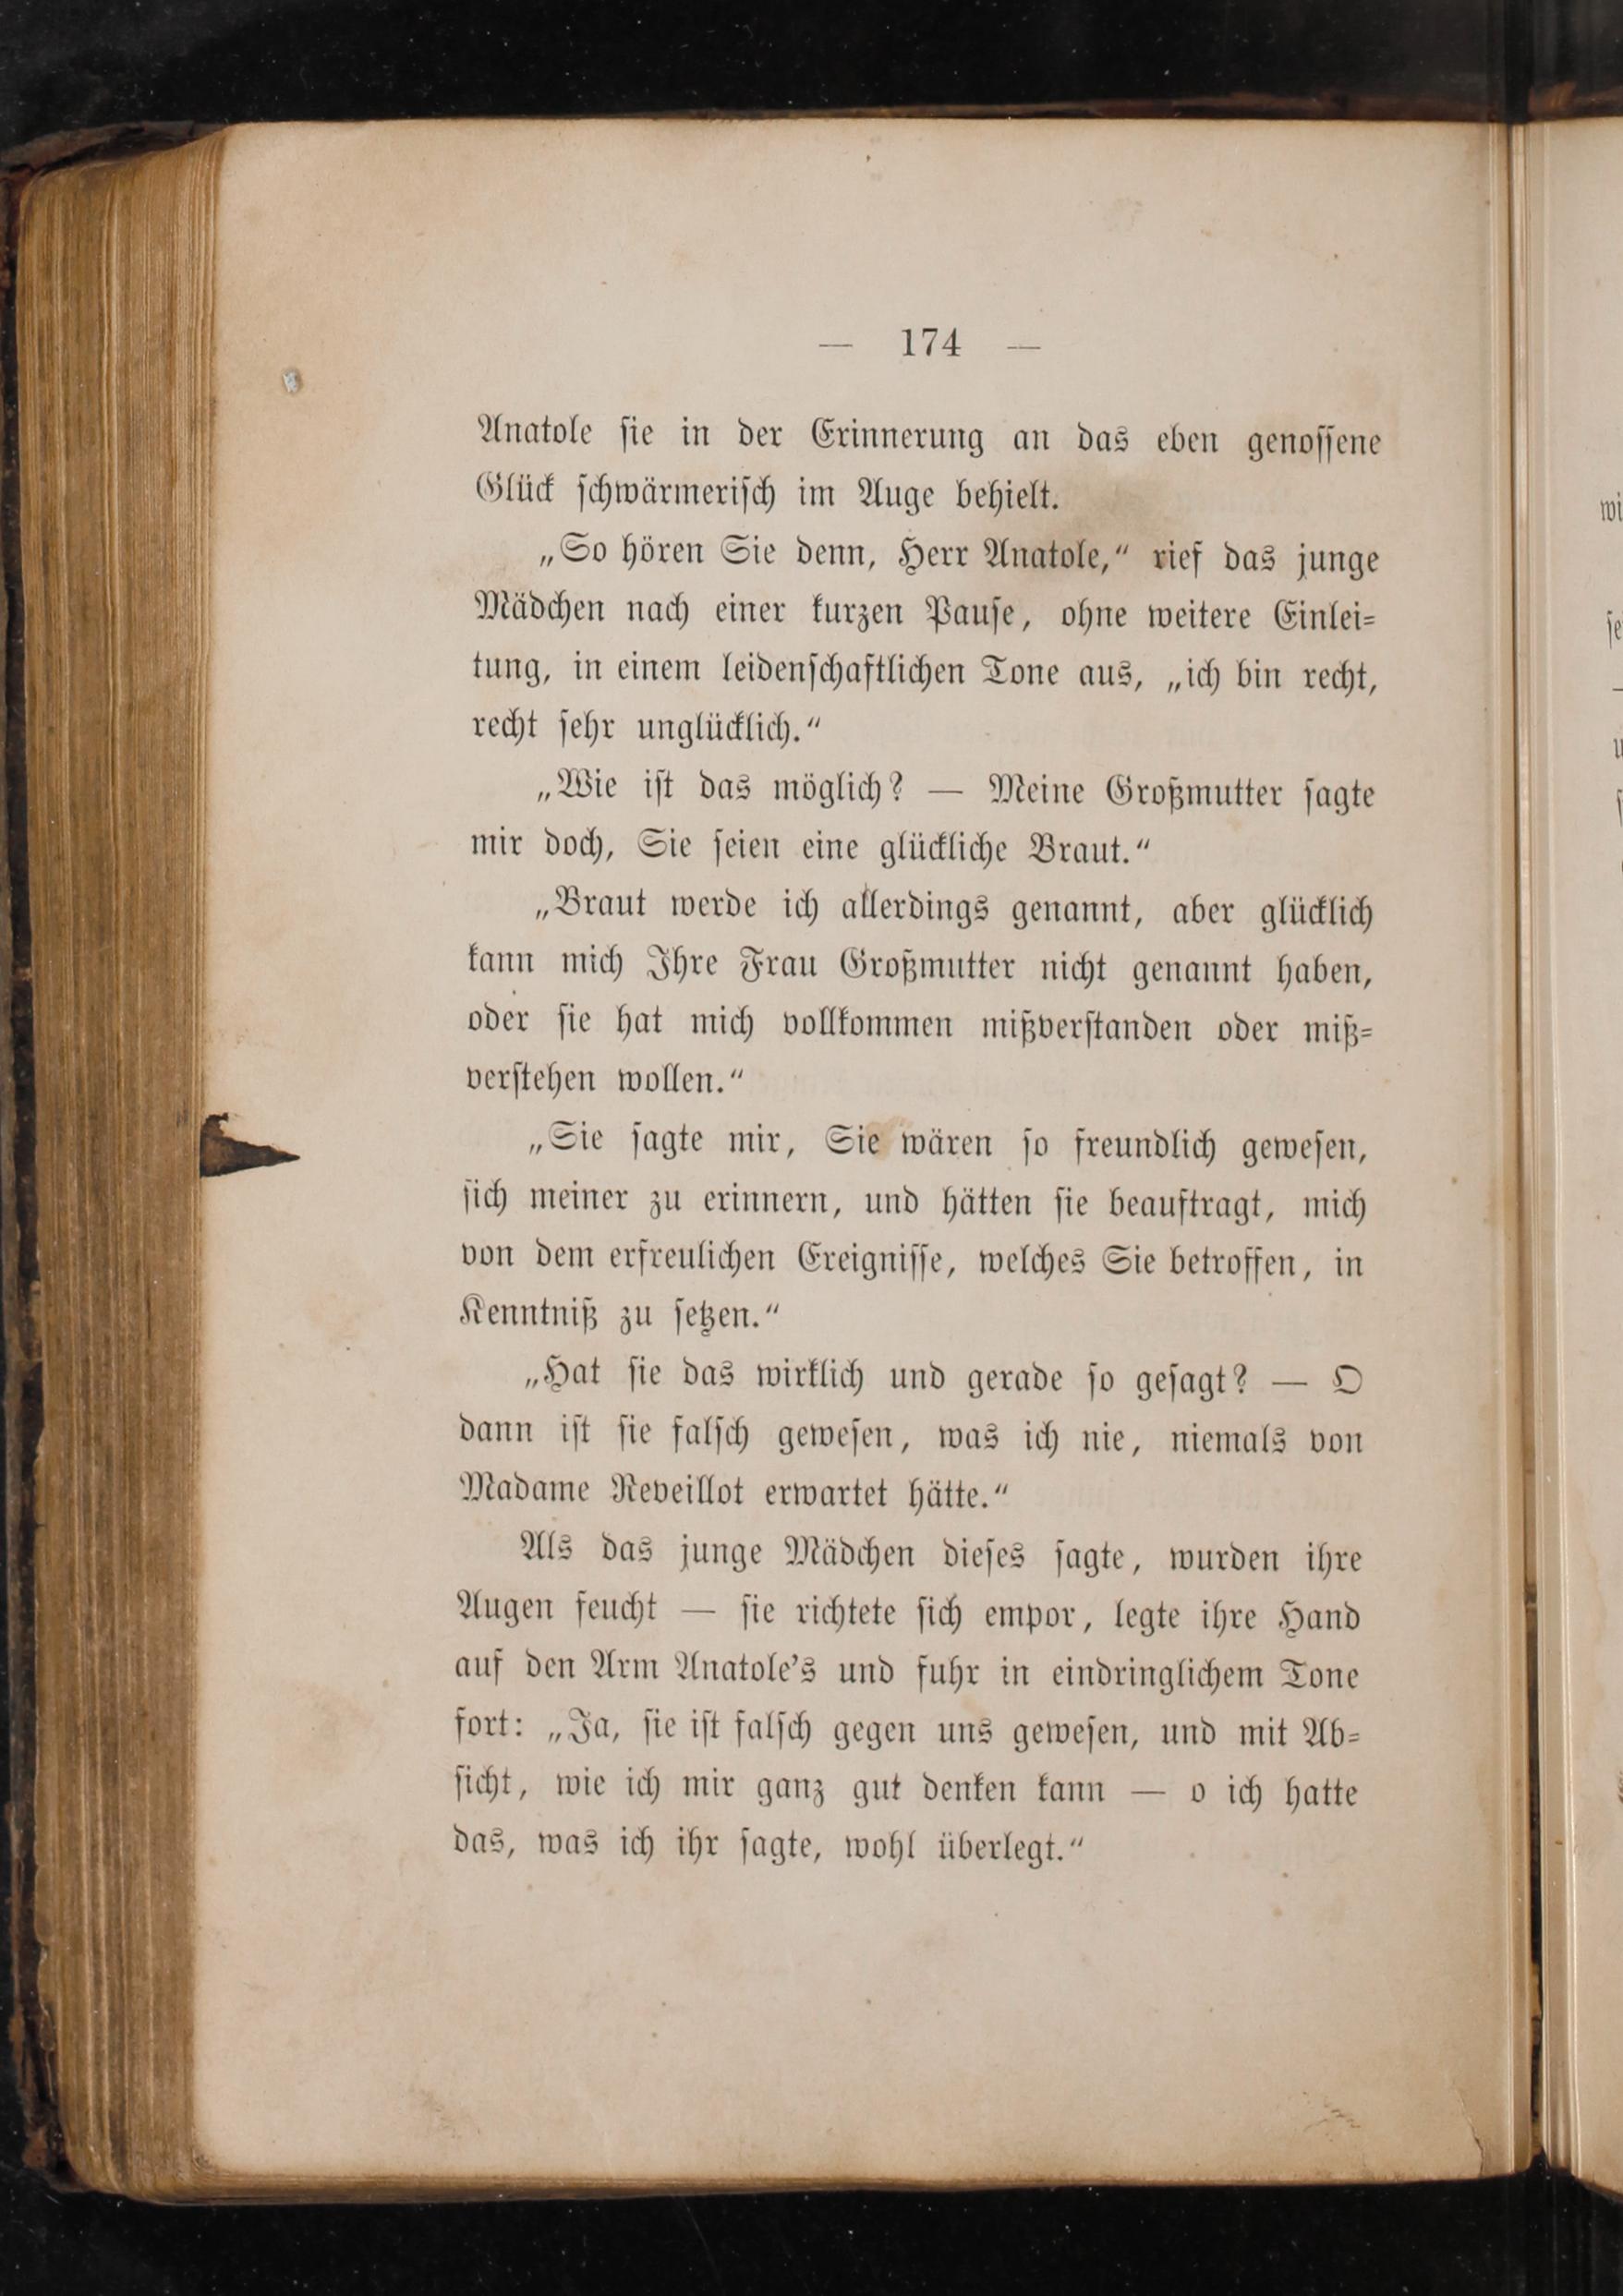 — 174 —
Anatole ſie in der Erinnerung an das eben genoſſene
Glück ſchwärmeriſch im Auge behielt.
„So hören Sie denn, Herr Anatole,“ rief das junge
Mädchen nach einer kurzen Pauſe, ohne weitere Einlei=
tung, in einem leidenſchaftlichen Tone aus, „ich bin recht,
recht ſehr unglücklich.“
„Wie iſt das möglich? — Meine Großmutter ſagte
mir doch, Sie ſeien eine glückliche Braut.“
„Braut werde ich allerdings genannt, aber glücklich
kann mich Ihre Frau Großmutter nicht genannt haben,
oder ſie hat mich vollkommen mißverſtanden oder miß=
verſtehen wollen.“
„Sie ſagte mir, Sie wären ſo freundlich geweſen,
ſich meiner zu erinnern, und hätten ſie beauftragt, mich
von dem erfreulichen Ereigniſſe, welches Sie betroffen, in
Kenntniß zu ſetzen.“
„Hat ſie das wirklich und gerade ſo geſagt? — O
dann iſt ſie falſch geweſen, was ich nie, niemals von
Madame Reveillot erwartet hätte.“
Als das junge Mädchen dieſes ſagte, wurden ihre
Augen feucht — ſie richtete ſich empor, legte ihre Hand
auf den Arm Anatole’s und fuhr in eindringlichem Tone
fort: „Ja, ſie iſt falſch gegen uns geweſen, und mit Ab=
ſicht, wie ich mir ganz gut denken kann — o ich hatte
das, was ich ihr ſagte, wohl überlegt.“